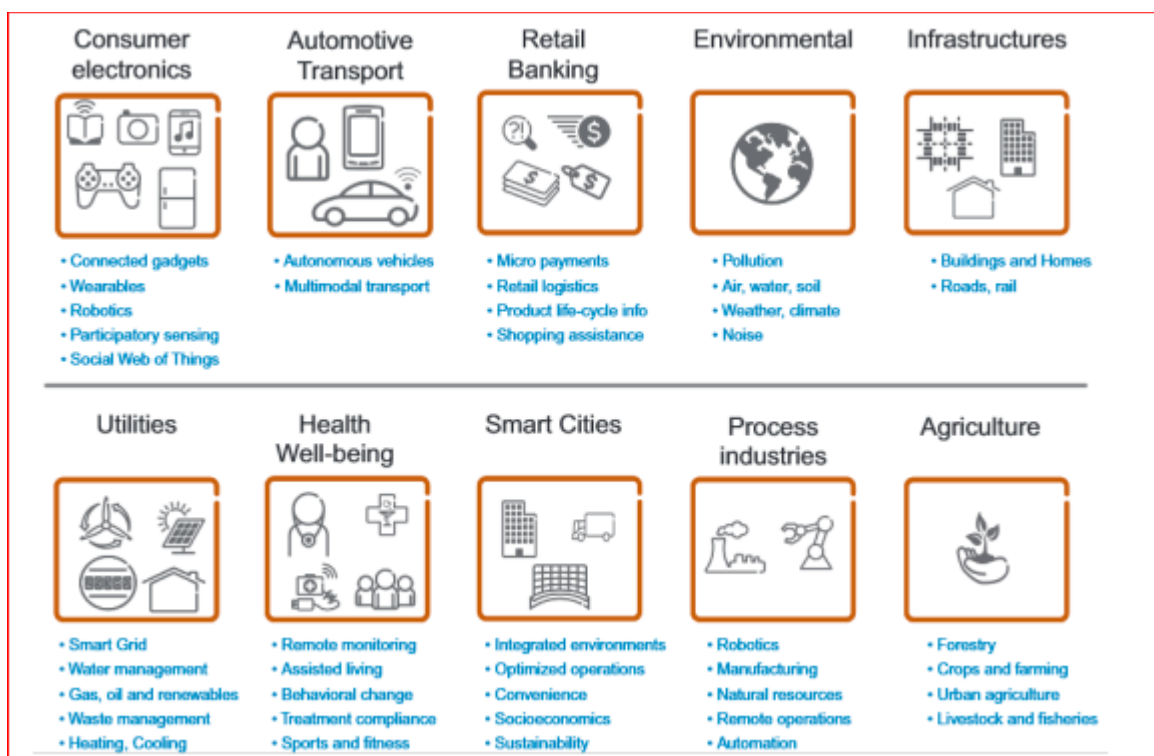 Consumer
electronics
Automotive
Transport
Retail
Banking
Environmental
Infrastructures
?!
$
$
$
• Connected gadgets
• Wearables
• Robotics
• Participatory sensing
• Social Web of Things
• Autonomous vehicles
• Multimodal transport
• Micro payments
• Retail logistics
• Product life-cycle info
• Shopping assistance
• Pollution
• Air, water, soil
• Weather, climate
• Noise
• Buildings and Homes
• Roads, rail
Utilities
Health
Well-being
Smart Cities
Process
industries
Agriculture
• Smart Grid
• Water management
• Gas, oil and renewables
• Waste management
• Heating, Cooling
• Remote monitoring
• Assisted living
• Behavioral change
• Treatment compliance
• Sports and fitness
• Integrated environments
• Optimized operations
• Convenience
• Socioeconomics
• Sustainability
• Robotics
• Manufacturing
• Natural resources
• Remote operations
• Automation
• Forestry
• Crops and farming
• Urban agriculture
• Livestock and fisheries